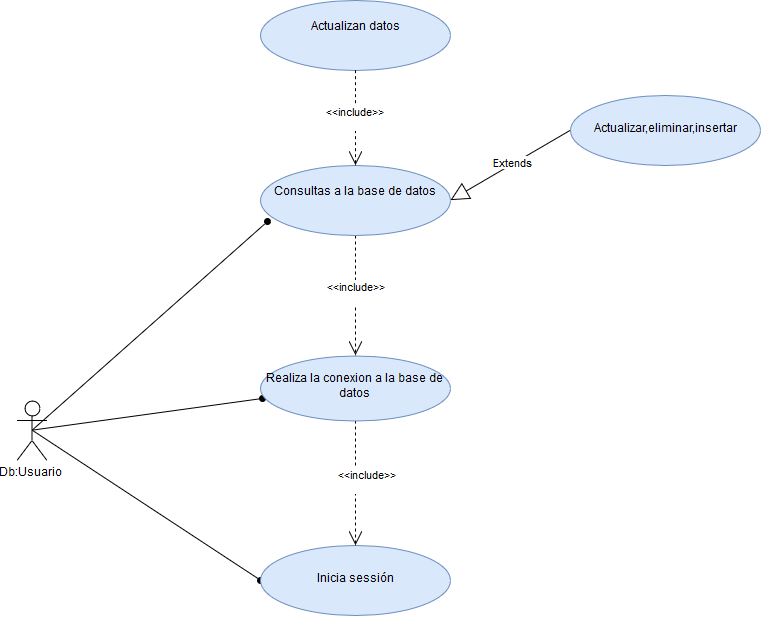 Actualizan datos
<<include>>
Actualizar,eliminar,insertar
Extends
Consultas a la base de datos
<<include>>
Realiza la conexion a la base de
datos
Db:Usuario
<<include>>
Inicia sessión